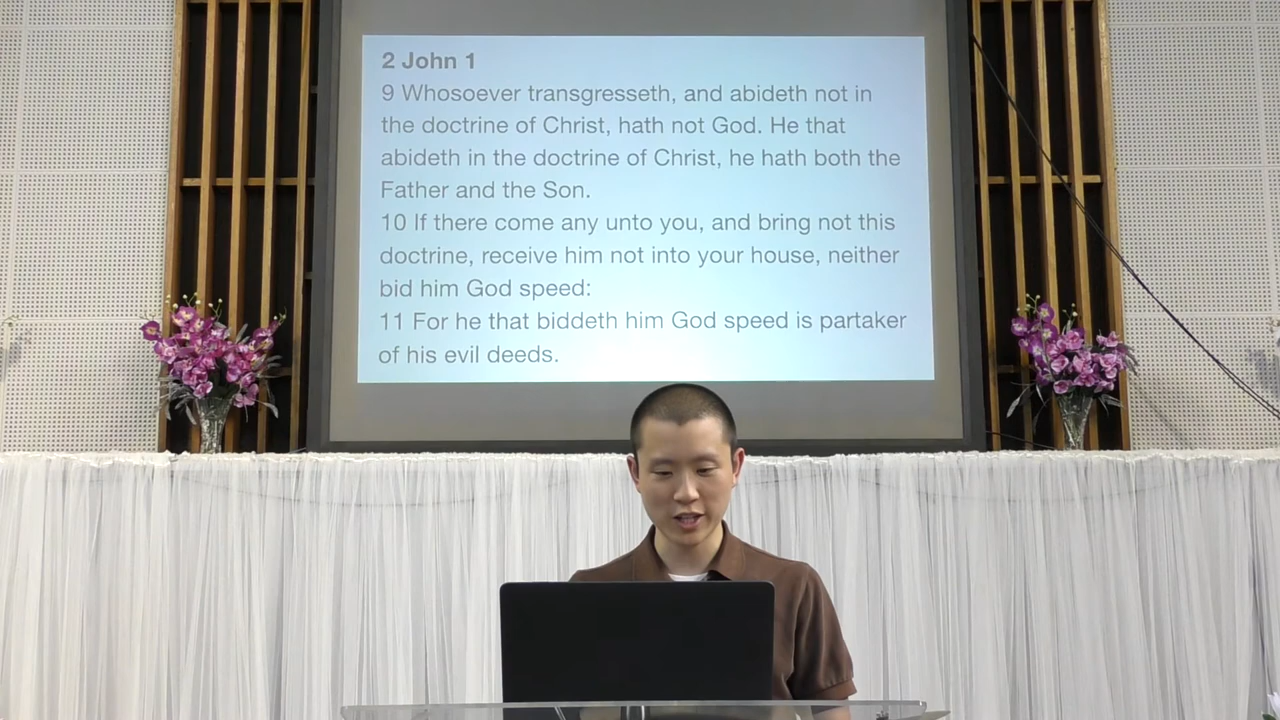 2 John 1
9 Whosoever transgresseth, and abideth not in
the doctrine of Christ, hath not God. He that
abideth in the doctrine of Christ, he hath both the
Father and the Son.
10 If there come any unto you, and bring not this
doctrine, receive him not into your house, neither
bid him God speed:
11 For he that biddeth him God speed is partaker
of his evil deeds.